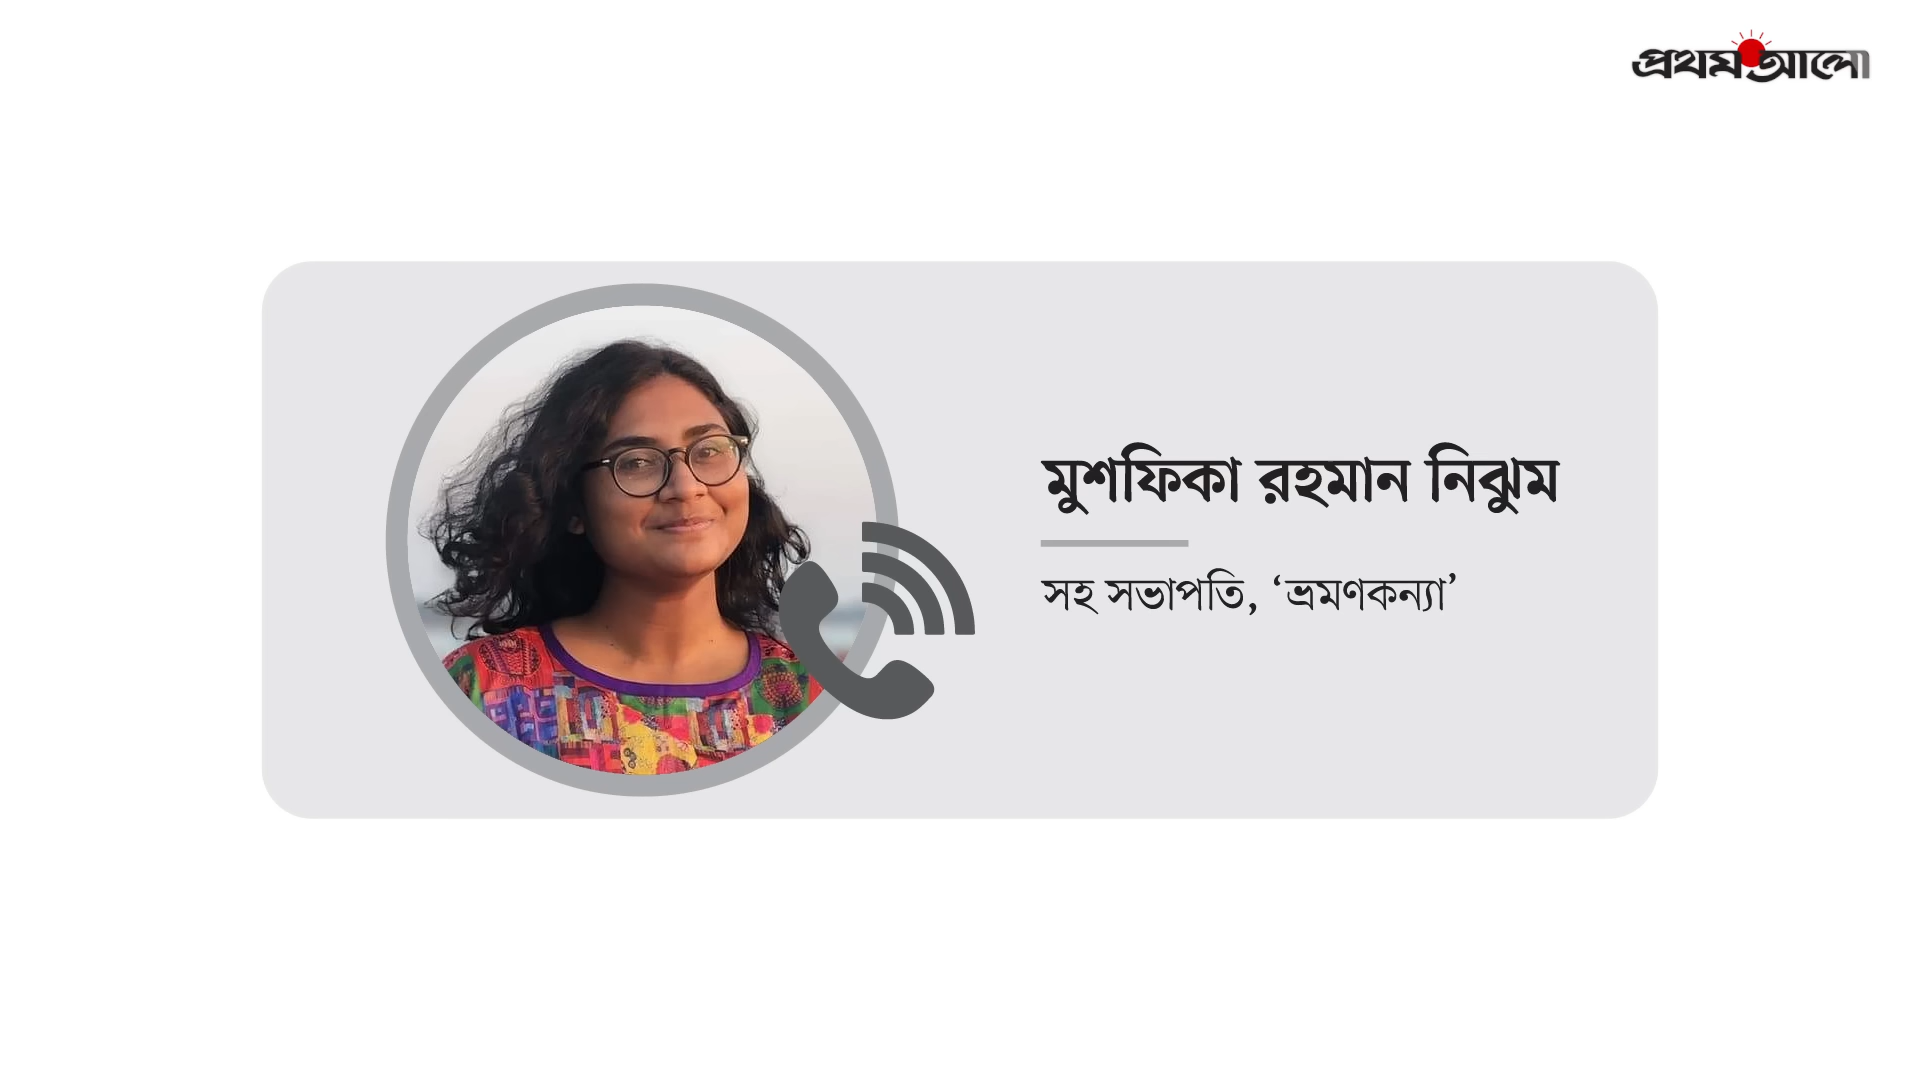 প্রথম আলো
মুশফিকা রহমান নিঝুম
সহ সভাপতি, ‘ভ্রমণকন্যা’